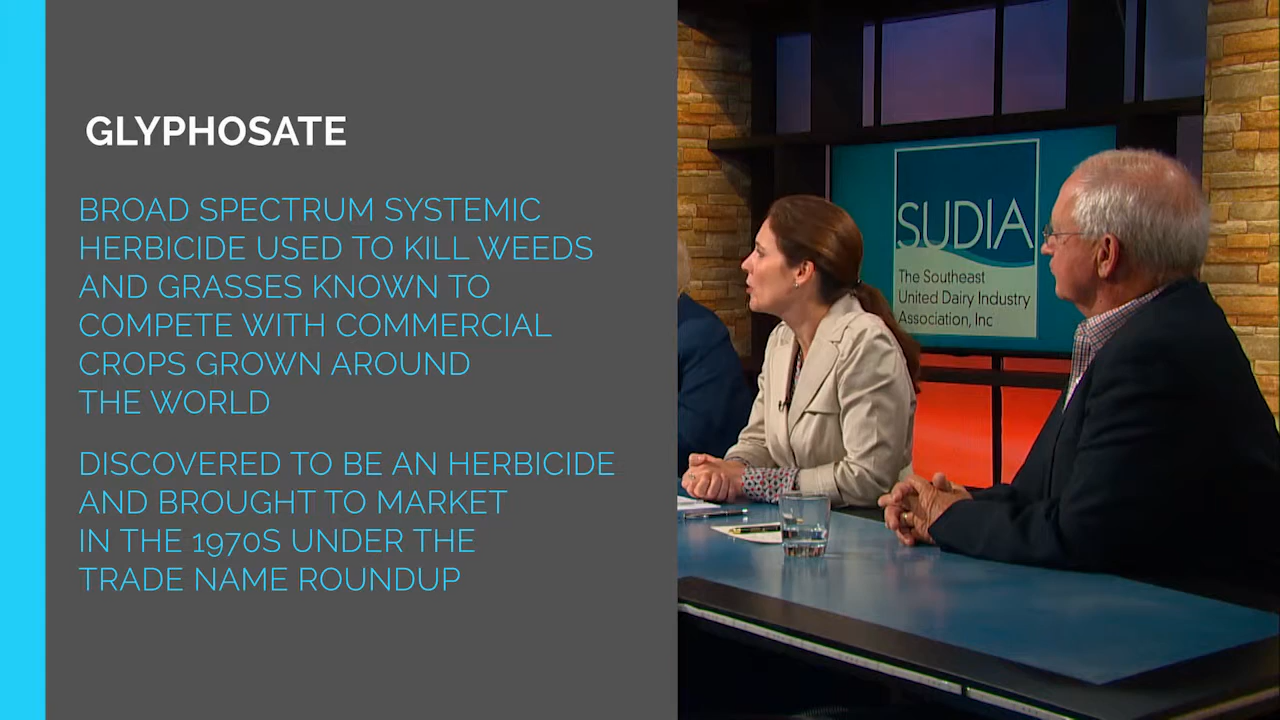 GLYPHOSATE
BROAD SPECTRUM SYSTEMIC
HERBICIDE USED TO KILL WEEDS
AND GRASSES KNOWN TO
COMPETE WITH COMMERCIAL
CROPS GROWN AROUND
THE WORLD
DISCOVERED TO BE AN HERBICIDE
AND BROUGHT TO MARKET
IN THE 1970S UNDER THE
TRADE NAME ROUNDUP
SUDIA
The Southeast
United Dairy Industry
Association, Inc